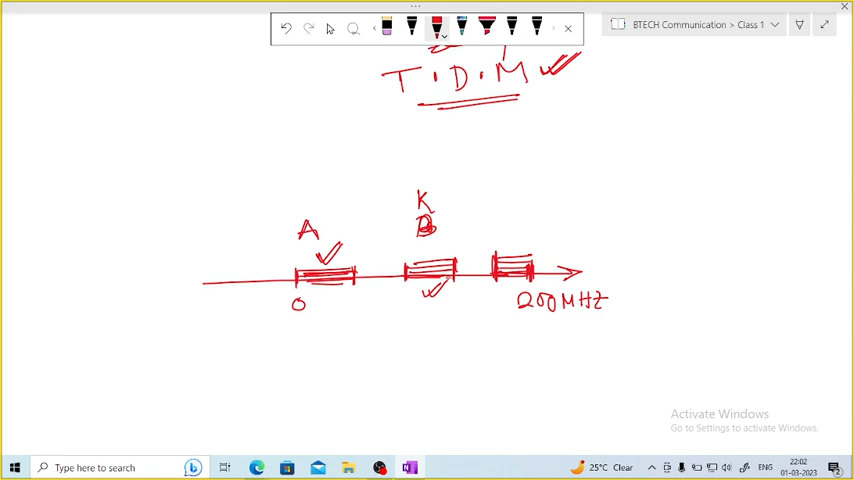 BTECH Communication > Class 1
T.D.M
K
A
0
200MHZ
Activate Windows
Go to Settings to activate Windows.
Type here to search
25°C Clear
ENG
22:02
01-03-2023
2